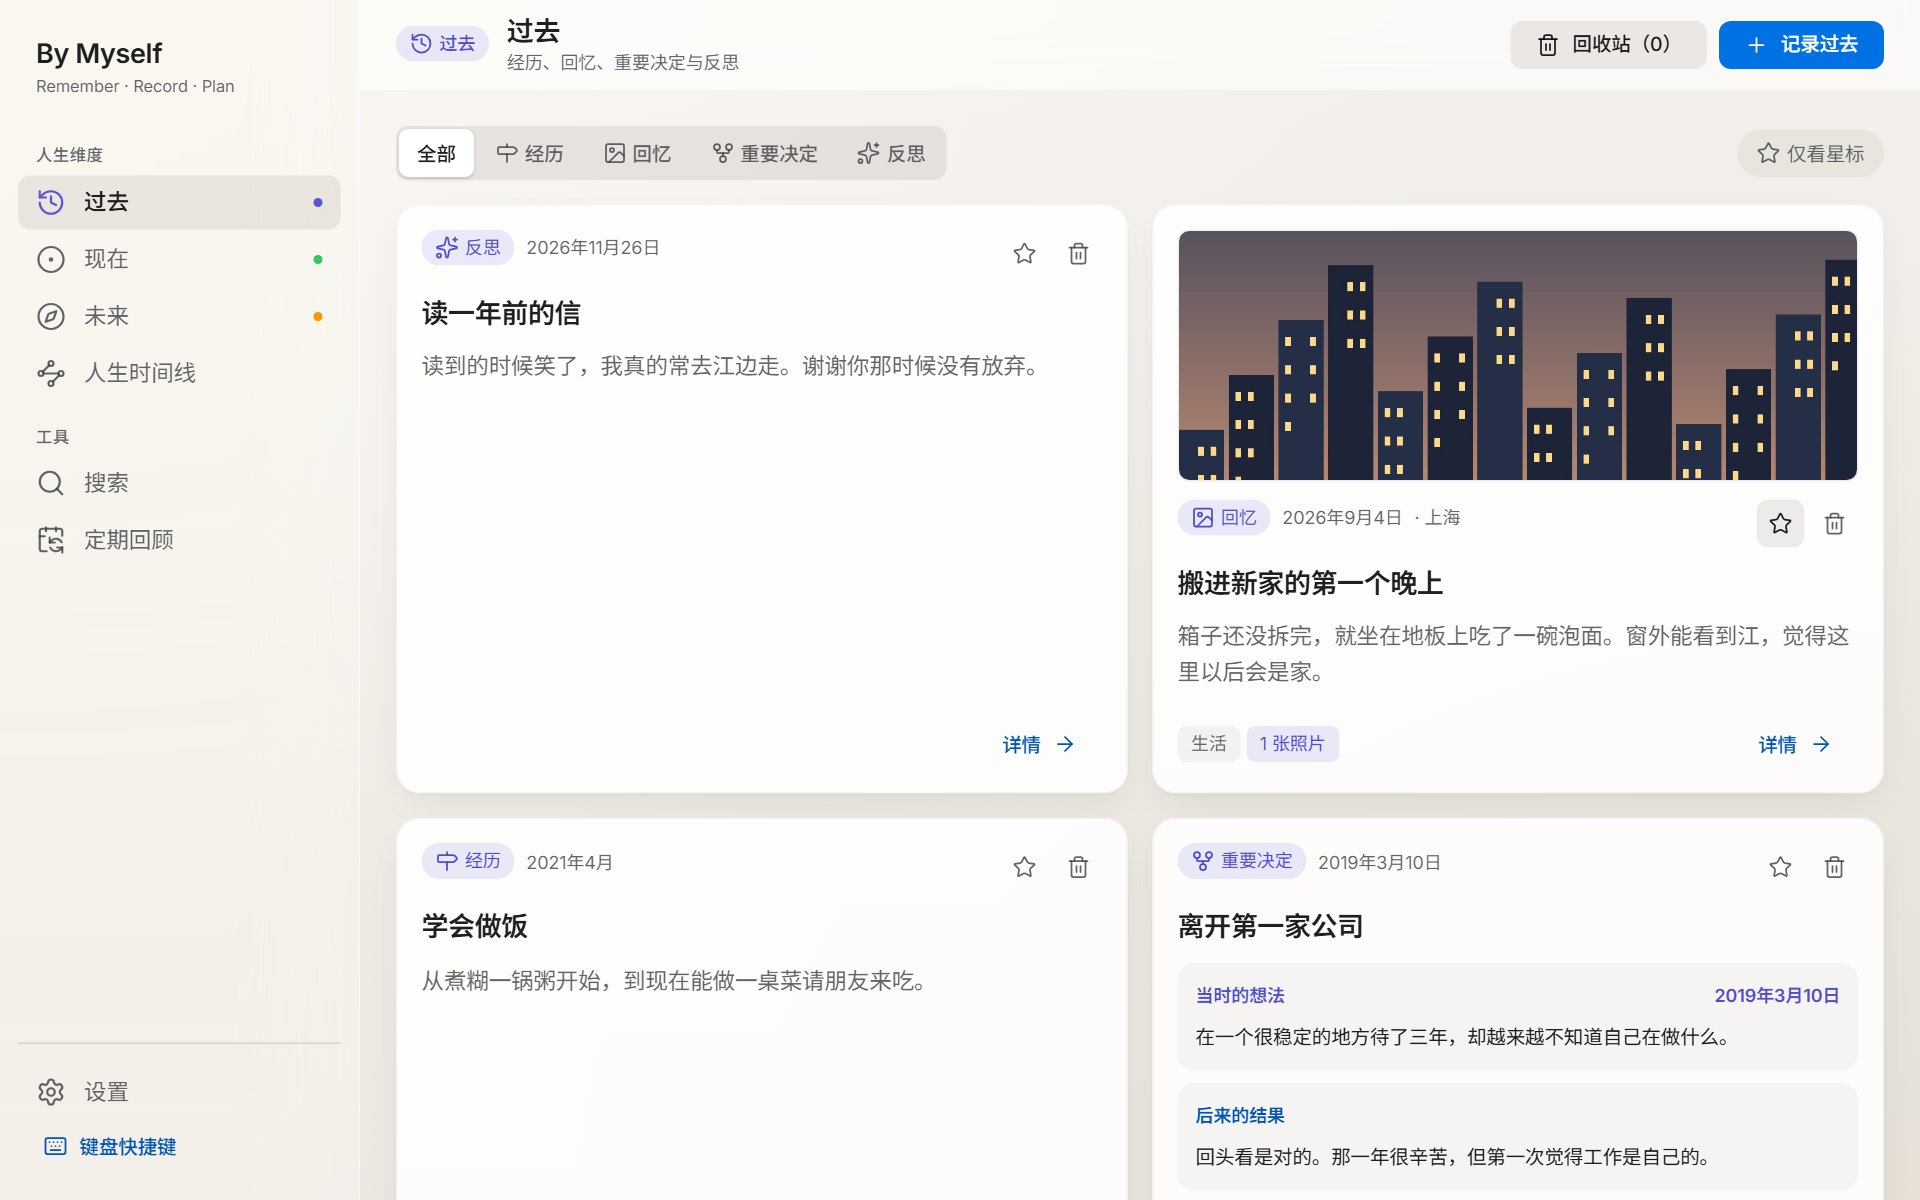 By Myself
Remember · Record · Plan
人生维度
过去
现在
未来
人生时间线
工具
搜索
定期回顾
设置
键盘快捷键
过去
过去
经历、回忆、重要决定与反思
回收站（0）
记录过去
全部
经历
回忆
重要决定
反思
仅看星标
反思
2026年11月26日
读一年前的信
读到的时候笑了，我真的常去江边走。谢谢你那时候没有放弃。
详情
回忆
2026年9月4日 · 上海
搬进新家的第一个晚上
箱子还没拆完，就坐在地板上吃了一碗泡面。窗外能看到江，觉得这
里以后会是家。
生活
1 张照片
详情
经历
2021年4月
学会做饭
从煮糊一锅粥开始，到现在能做一桌菜请朋友来吃。
重要决定
2019年3月10日
离开第一家公司
当时的想法
2019年3月10日
在一个很稳定的地方待了三年，却越来越不知道自己在做什么。
后来的结果
回头看是对的。那一年很辛苦，但第一次觉得工作是自己的。